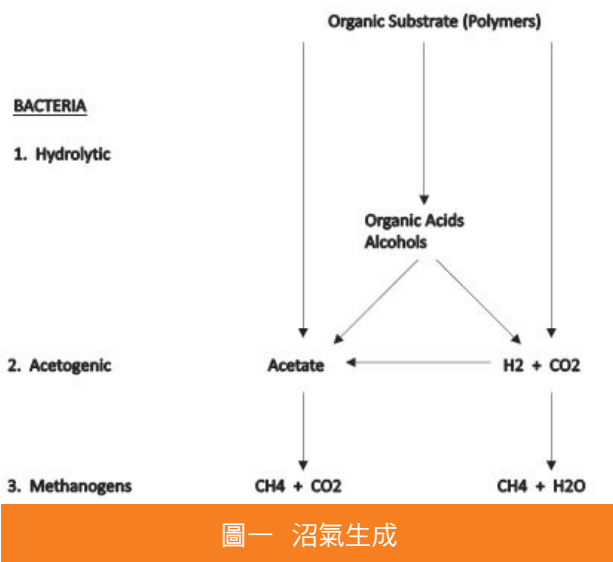 Organic Substrate (Polymers)
BACTERIA
1. Hydrolytic
Organic Acids
Alcohols
2. Acetogenic
Acetate
H2 + CO2
3. Methanogens
CH4 + CO2
CH4 + H2O
圖一 沼氣生成